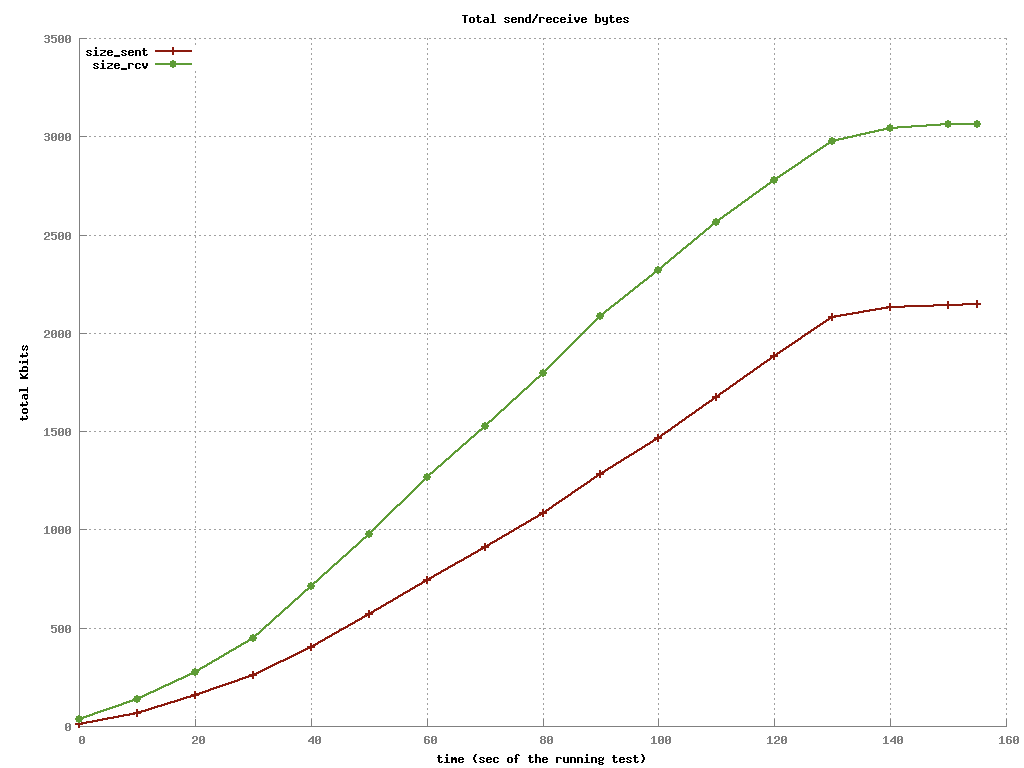 Total send/receive bytes
3500
size_sent
size_rcv
3000
2500
2000
total Kbits
1500
1000
500
0
0 20 40 60 80 100 120 140 160
time (sec of the running test)